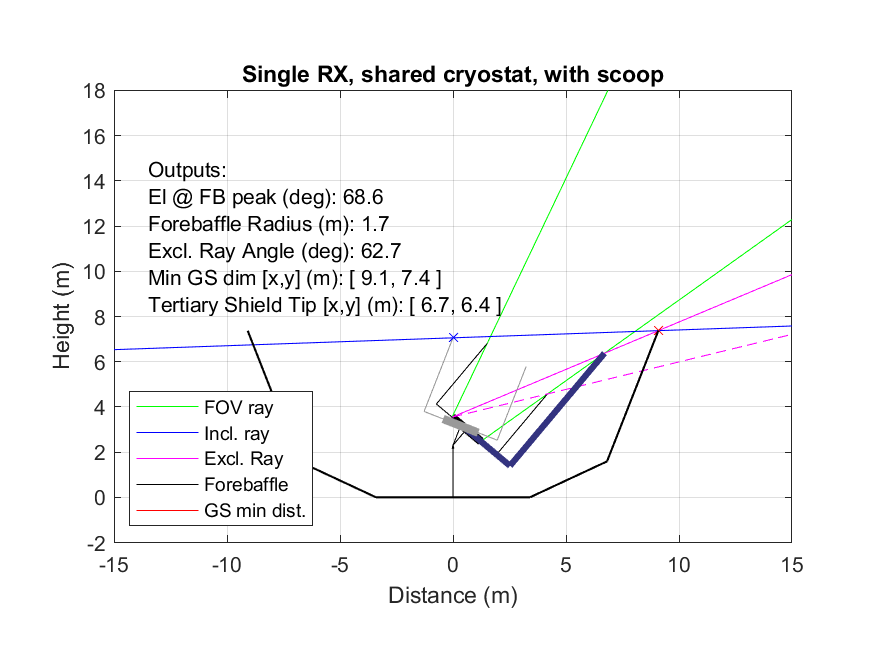 Single RX, shared cryostat, with scoop
18
16
14
12
10
8
6
4
2
0
-2
Height (m)
Outputs:
El @ FB peak (deg): 68.6
Forebaffle Radius (m): 1.7
Excl. Ray Angle (deg): 62.7
Min GS dim [x,y] (m): [ 9.1, 7.4 ]
Tertiary Shield Tip [x,y] (m): [ 6.7, 6.4 ]
FOV ray
Incl. ray
Excl. Ray
Forebaffle
GS min dist.
-15
-10
-5
0
5
10
15
Distance (m)